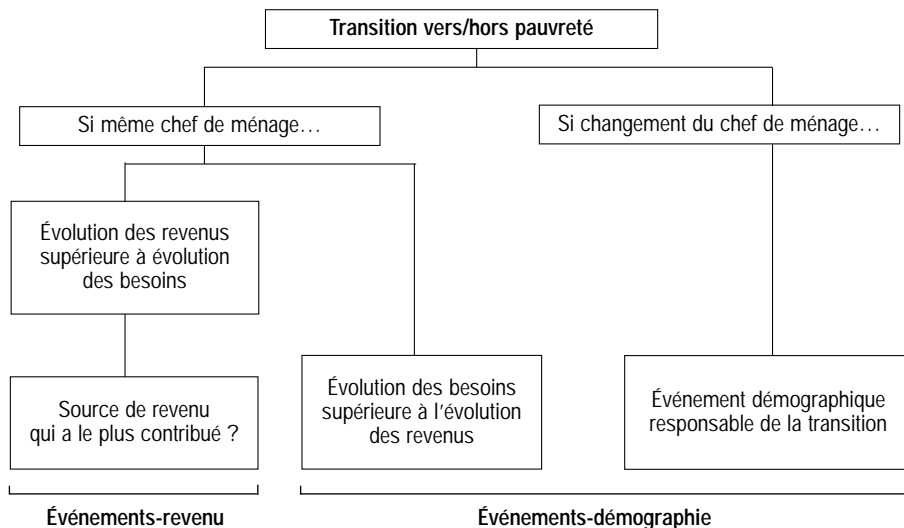 Transition vers/hors pauvreté
Si même chef de ménage…
Si changement du chef de ménage…
Évolution des revenus
supérieure à évolution
des besoins
Source de revenu
qui a le plus contribué ?
Évolution des besoins
supérieure à l'évolution
des revenus
Événement démographique
responsable de la transition
Événements-revenu
Événements-démographie